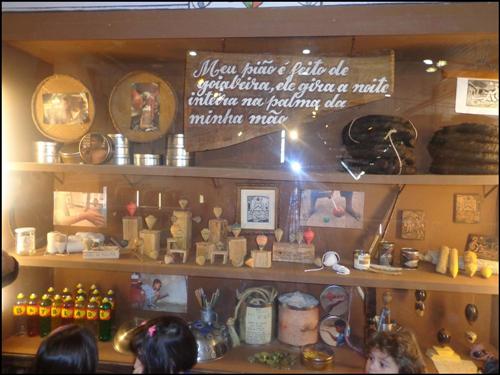 Meu pião é feito de
goiabeira, ele gira a noite
inteira na palma da
minha mão